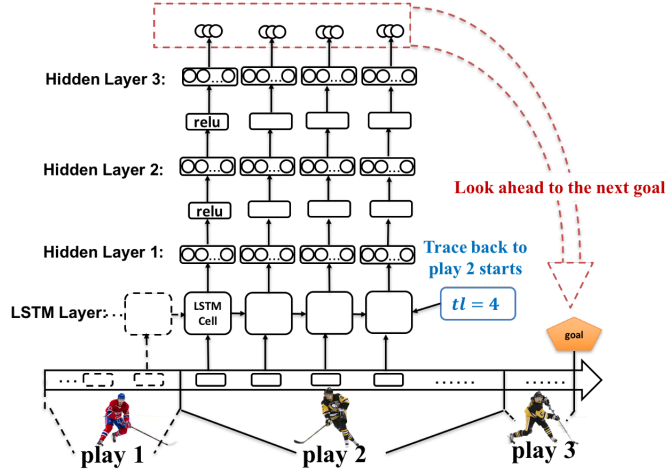 Hidden Layer 3:
relu
Hidden Layer 2:
Look ahead to the next goal
relu
Hidden Layer 1:
Trace back to
play 2 starts
LSTM Layer:
LSTM
Cell
tl = 4
goal
play 1
play 2
play 3